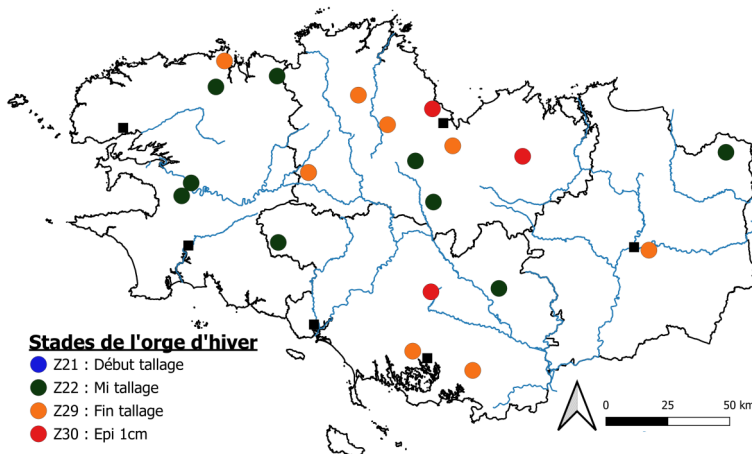 Stades de l'orge d'hiver
Z21 : Début tallage
Z22 : Mi tallage
Z29 : Fin tallage
Z30 : Epi 1cm
0 25 50 km